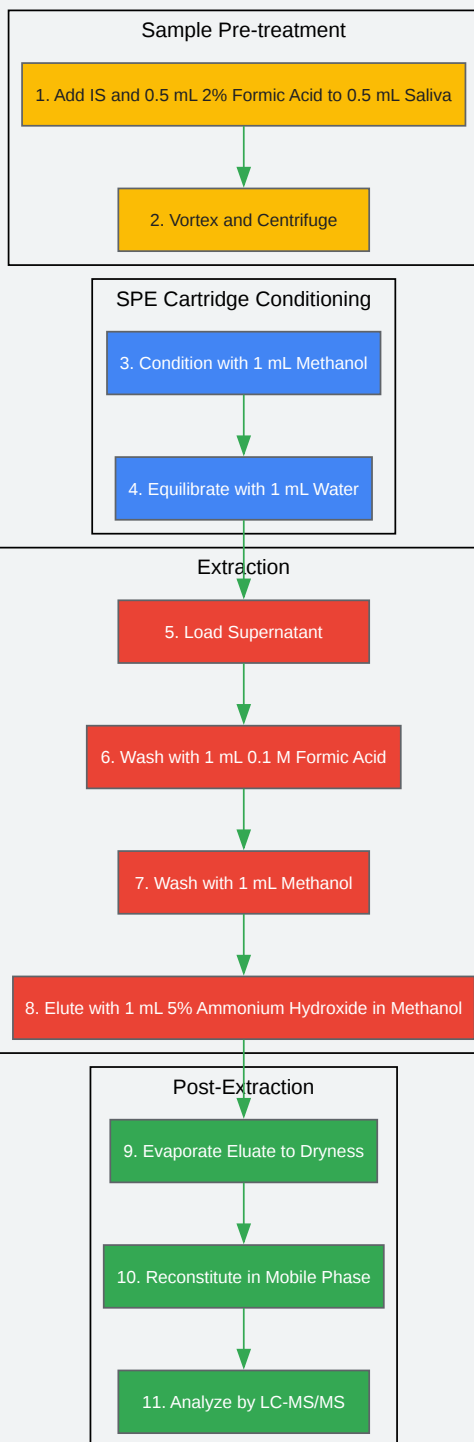 Sample Pre-treatment
1. Add IS and 0.5 mL 2% Formic Acid to 0.5 mL Saliva
2. Vortex and Centrifuge
SPE Cartridge Conditioning
3. Condition with 1 mL Methanol
4. Equilibrate with 1 mL Water
Extraction
5. Load Supernatant
6. Wash with 1 mL 0.1 M Formic Acid
7. Wash with 1 mL Methanol
8. Elute with 1 mL 5% Ammonium Hydroxide in Methanol
Post-Extraction
9. Evaporate Eluate to Dryness
10. Reconstitute in Mobile Phase
11. Analyze by LC-MS/MS